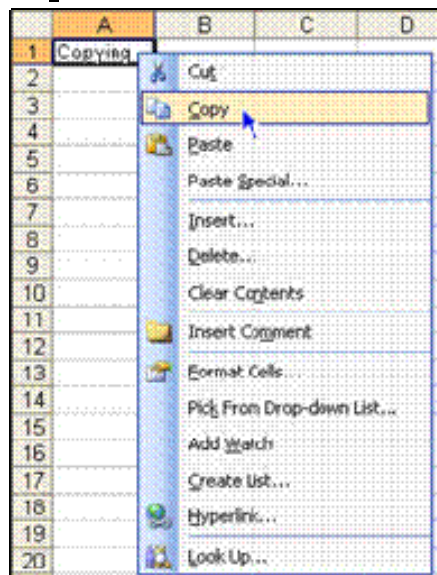 A B C D
1 Copying
2
3
4
5
6
7
8
9
10
11
12
13
14
15
16
17
18
19
20
Cut
Copy
Paste
Paste Special...
Insert...
Delete...
Clear Contents
Insert Comment
Format Cells...
Pick From Drop-down List...
Add Watch
Create List...
Hyperlink...
Look Up...